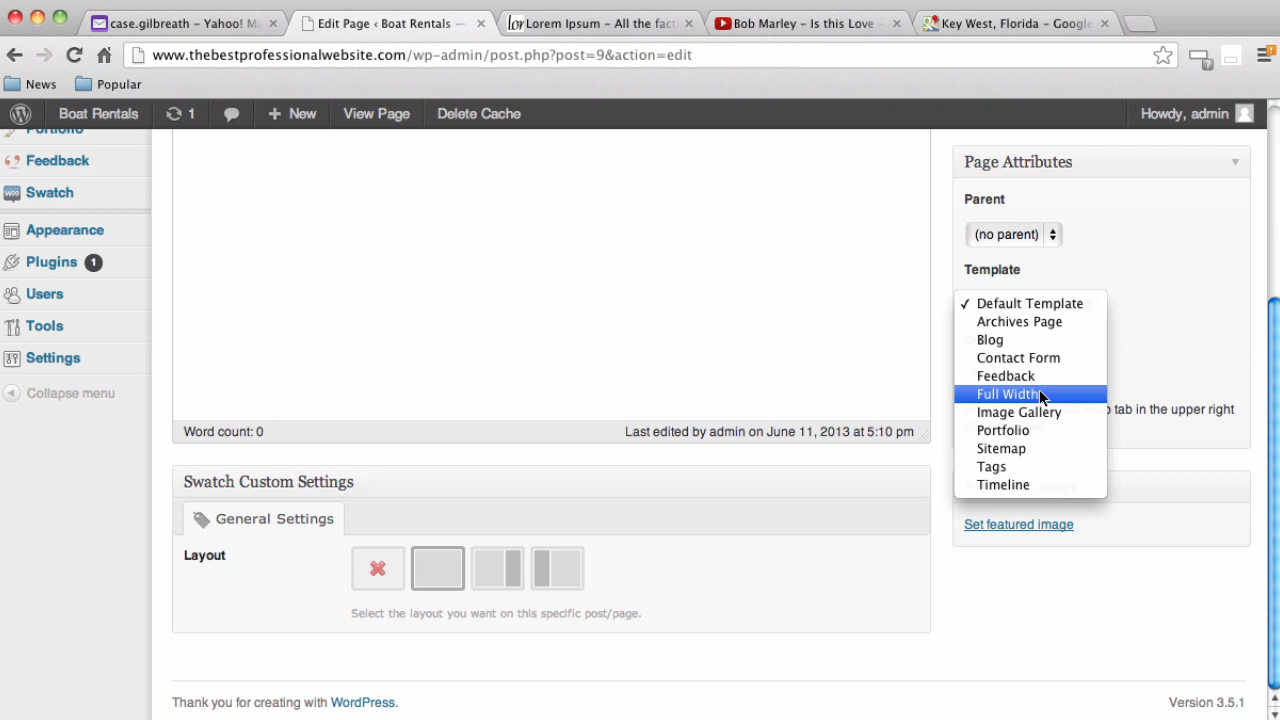 case.gilbreath – Yahoo! Ma
Edit Page ‹ Boat Rentals —
Lorem Ipsum – All the fact
Bob Marley – Is this Love –
Key West, Florida – Google
www.thebestprofessionalwebsite.com/wp-admin/post.php?post=9&action=edit
News
Popular
Boat Rentals
1
+ New
View Page
Delete Cache
Howdy, admin
Portfolio
Feedback
Swatch
Appearance
Plugins 1
Users
Tools
Settings
Collapse menu
Word count: 0
Last edited by admin on June 11, 2013 at 5:10 pm
Swatch Custom Settings
General Settings
Layout
Select the layout you want on this specific post/page.
Page Attributes
Parent
(no parent)
Template
✓ Default Template
Archives Page
Blog
Contact Form
Feedback
Full Width
Image Gallery
Portfolio
Sitemap
Tags
Timeline
tab in the upper right
Set featured image
Thank you for creating with WordPress.
Version 3.5.1